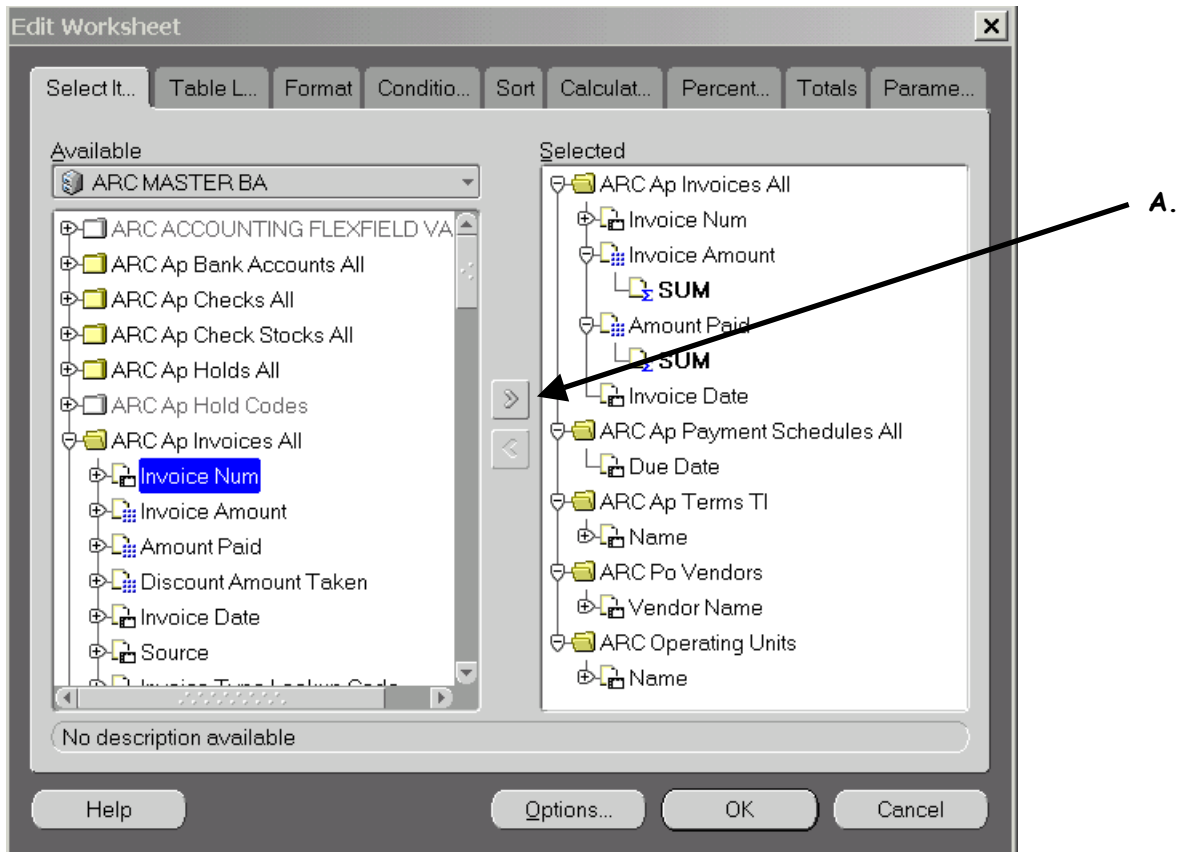 Edit Worksheet
Select It... Table L... Format Conditio... Sort Calculat... Percent... Totals Parame...
Available
ARC MASTER BA
ARC ACCOUNTING FLEXFIELD VA
ARC Ap Bank Accounts All
ARC Ap Checks All
ARC Ap Check Stocks All
ARC Ap Holds All
ARC Ap Hold Codes
ARC Ap Invoices All
Invoice Num
Invoice Amount
Amount Paid
Discount Amount Taken
Invoice Date
Source
Invoice Type Lookup Code
Selected
ARC Ap Invoices All
Invoice Num
Invoice Amount
SUM
Amount Paid
SUM
Invoice Date
ARC Ap Payment Schedules All
Due Date
ARC Ap Terms Tl
Name
ARC Po Vendors
Vendor Name
ARC Operating Units
Name
A.
No description available
Help Options... OK Cancel